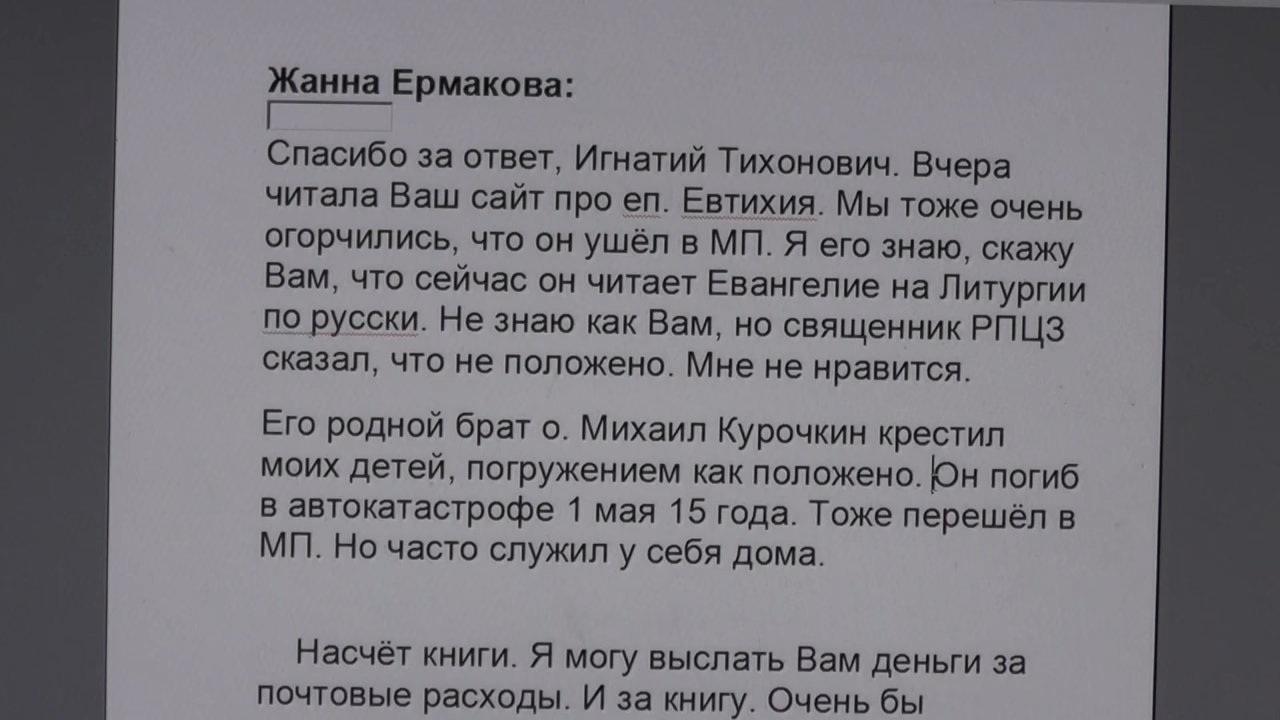 Жанна Ермакова:
Спасибо за ответ, Игнатий Тихонович. Вчера
читала Ваш сайт про еп. Евтихия. Мы тоже очень
огорчились, что он ушёл в МП. Я его знаю, скажу
Вам, что сейчас он читает Евангелие на Литургии
по русски. Не знаю как Вам, но священник РПЦЗ
сказал, что не положено. Мне не нравится.
Его родной брат о. Михаил Курочкин крестил
моих детей, погружением как положено. Он погиб
в автокатастрофе 1 мая 15 года. Тоже перешёл в
МП. Но часто служил у себя дома.
Насчёт книги. Я могу выслать Вам деньги за
почтовые расходы. И за книгу. Очень бы